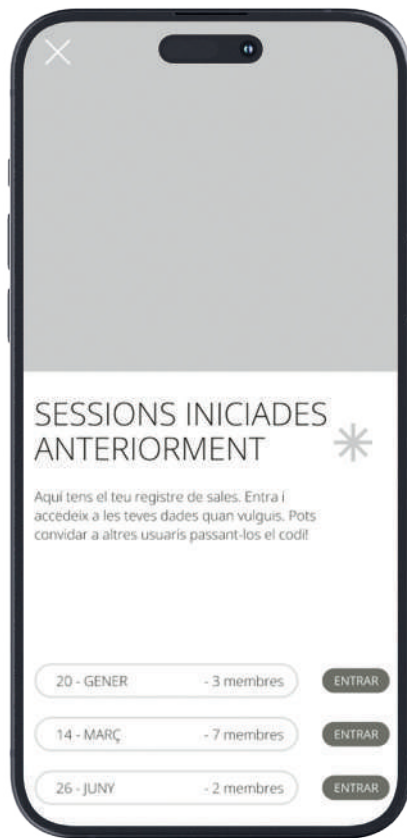 SESSIONS INICIADES
ANTERIORMENT
Aquí tens el teu registre de sales. Entra i
accedeix a les teves dades quan vulguis. Pots
convidar a altres usuaris passant-los el codi!
20 - GENER - 3 membres ENTRAR
14 - MARÇ - 7 membres ENTRAR
26 - JUNY - 2 membres ENTRAR